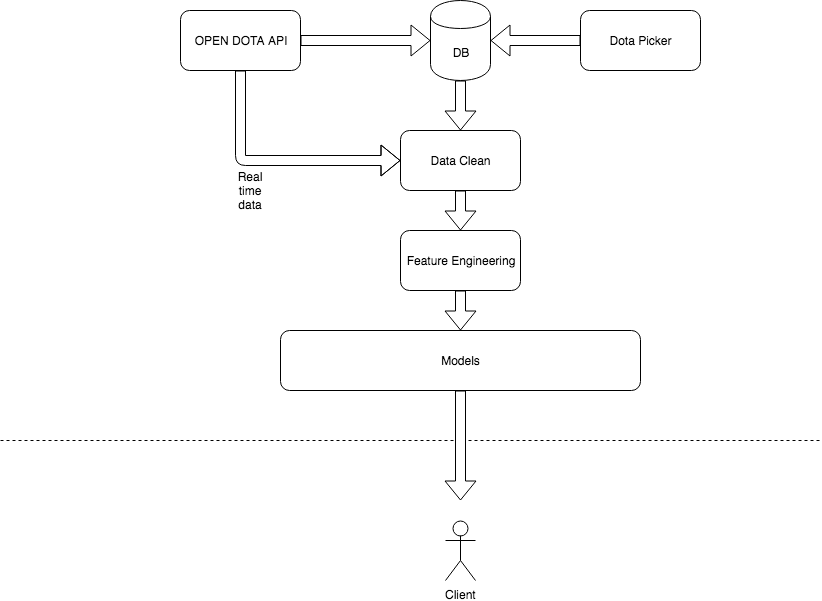 OPEN DOTA API
DB
Dota Picker
Data Clean
Real
time
data
Feature Engineering
Models
Client